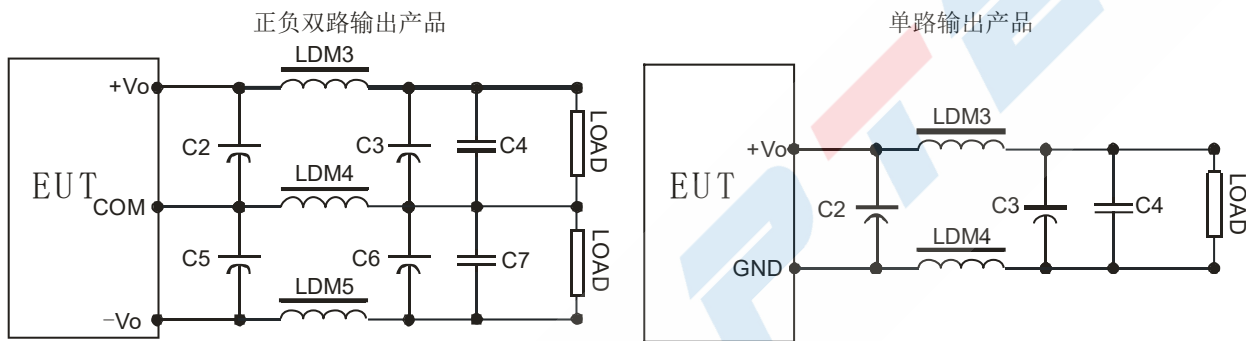 正负双路输出产品
LDM3
+Vo
C2
C3
C4
LOAD
EUT
COM
LDM4
C5
C6
C7
LOAD
LDM5
−Vo
单路输出产品
LDM3
+Vo
EUT
C2
C3
C4
LOAD
LDM4
GND